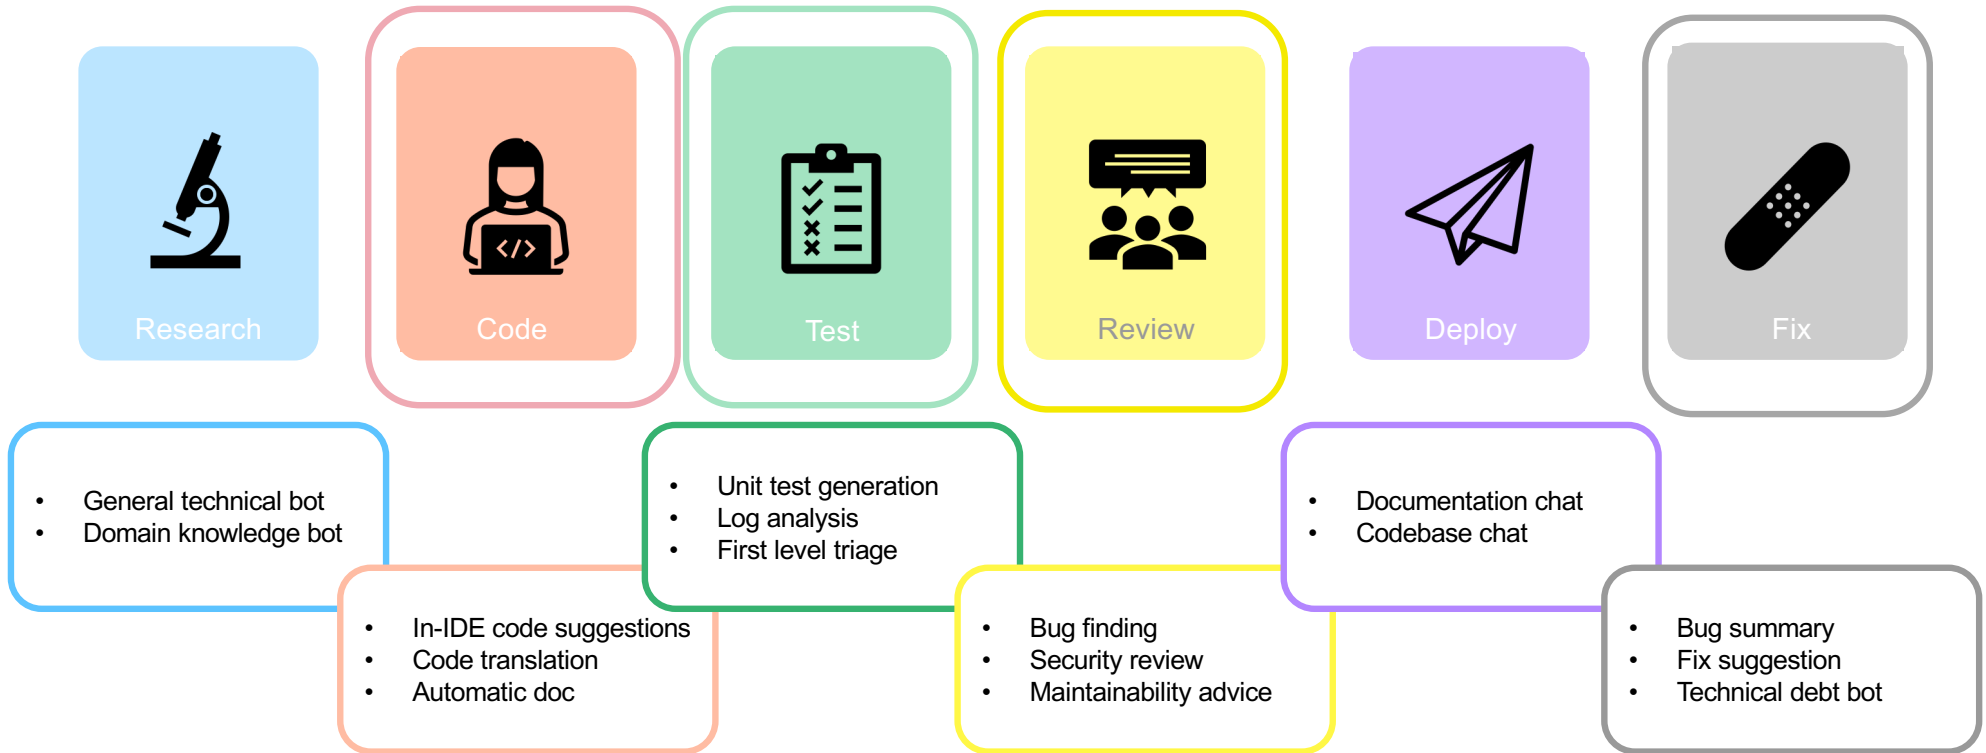 Research
Code
Test
Review
Deploy
Fix
• General technical bot
• Domain knowledge bot
• In-IDE code suggestions
• Code translation
• Automatic doc
• Unit test generation
• Log analysis
• First level triage
• Bug finding
• Security review
• Maintainability advice
• Documentation chat
• Codebase chat
• Bug summary
• Fix suggestion
• Technical debt bot